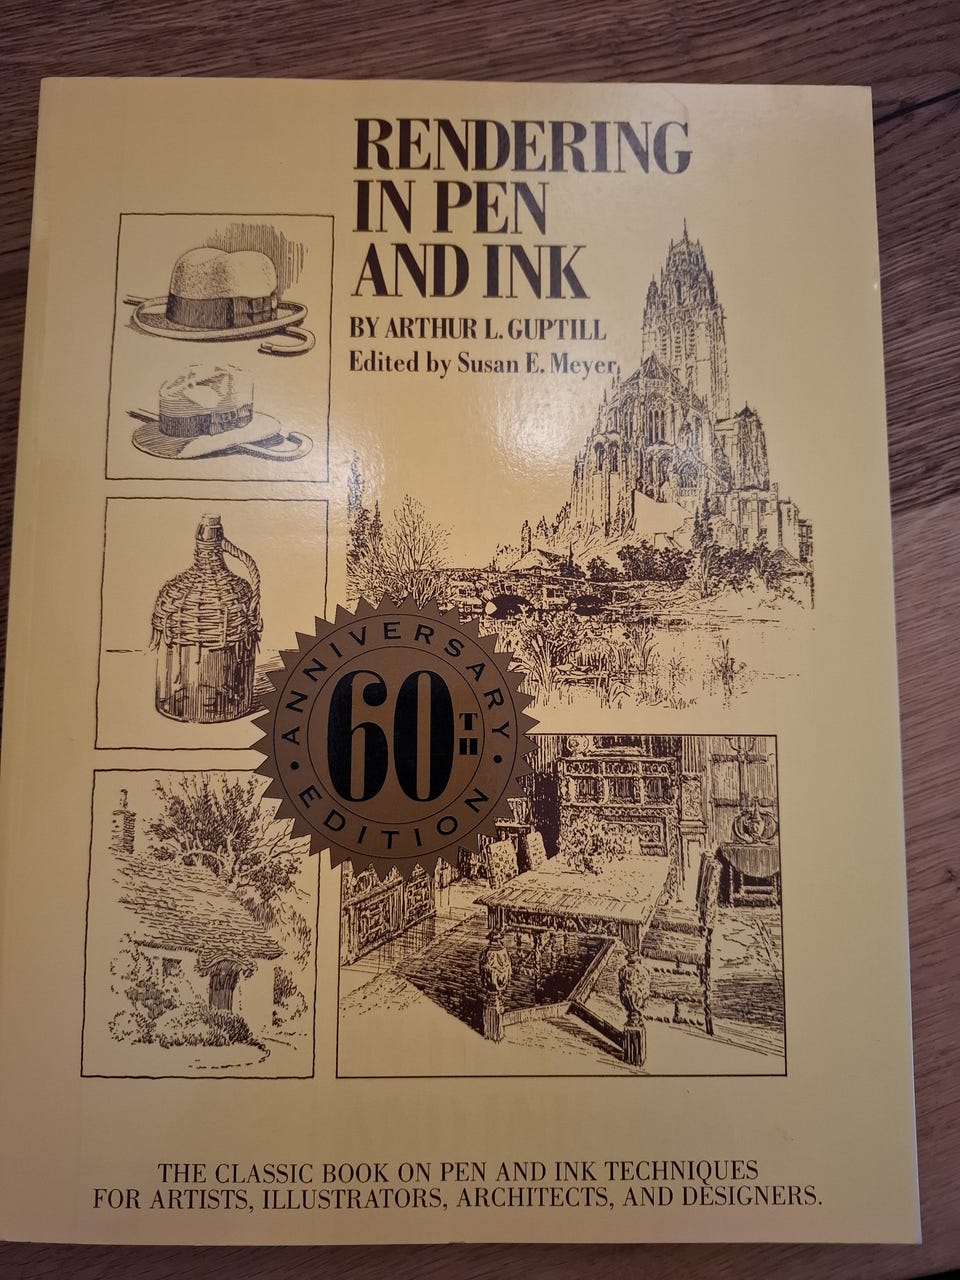 RENDERING
IN PEN
AND INK
BY ARTHUR L. GUPTILL
Edited by Susan E. Meyer
ANNIVERSARY
60TH
EDITION
THE CLASSIC BOOK ON PEN AND INK TECHNIQUES
FOR ARTISTS, ILLUSTRATORS, ARCHITECTS, AND DESIGNERS.